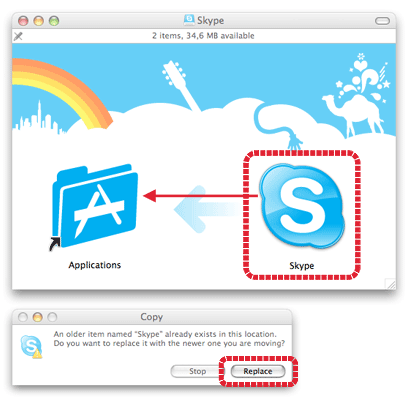 Skype
2 items, 34,6 MB available
S
Applications
Skype
Copy
An older item named “Skype” already exists in this location.
Do you want to replace it with the newer one you are moving?
Stop
Replace